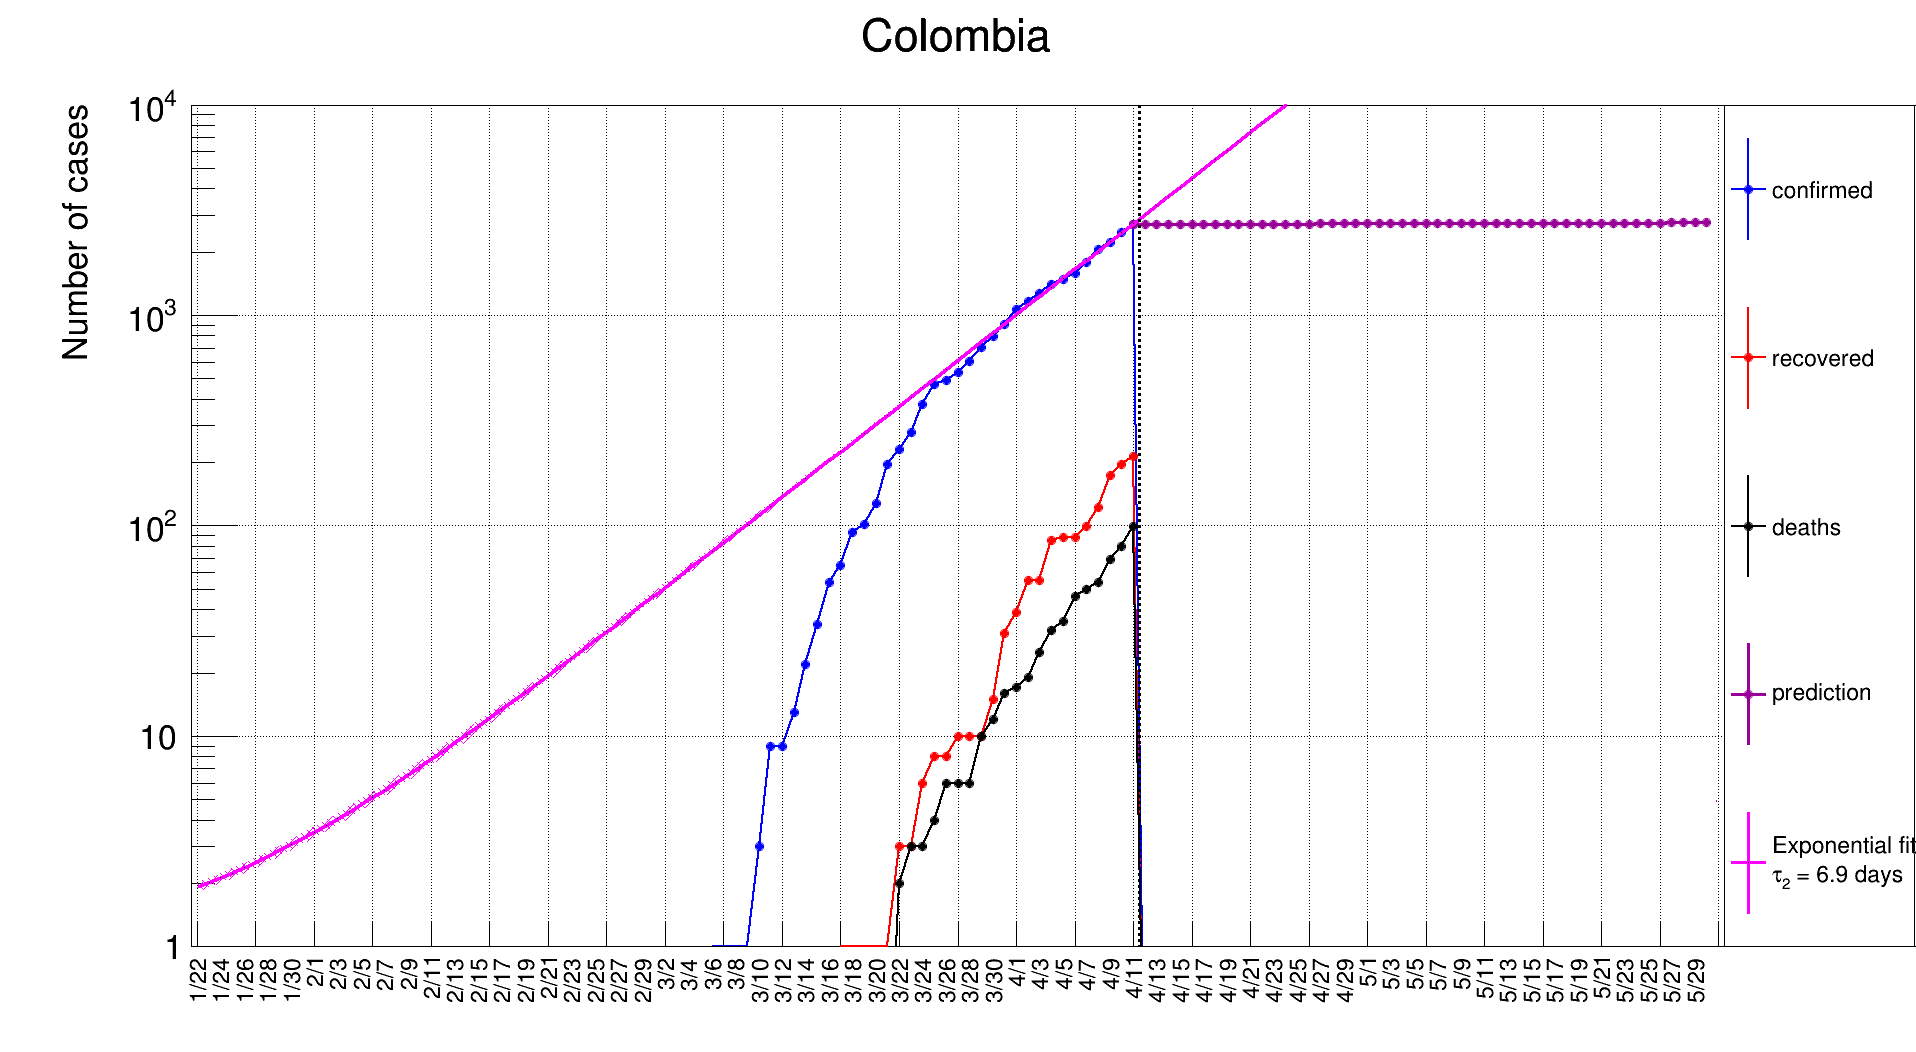 Colombia
Number of cases
10⁴
10³
10²
10
1
1/22 1/24 1/26 1/28 1/30 2/1 2/3 2/5 2/7 2/9 2/11 2/13 2/15 2/17 2/19 2/21 2/23 2/25 2/27 2/29 3/2 3/4 3/6 3/8 3/10 3/12 3/14 3/16 3/18 3/20 3/22 3/24 3/26 3/28 3/30 4/1 4/3 4/5 4/7 4/9 4/11 4/13 4/15 4/17 4/19 4/21 4/23 4/25 4/27 4/29 5/1 5/3 5/5 5/7 5/9 5/11 5/13 5/15 5/17 5/19 5/21 5/23 5/25 5/27 5/29
confirmed
recovered
deaths
prediction
Exponential fit
τ₂ = 6.9 days